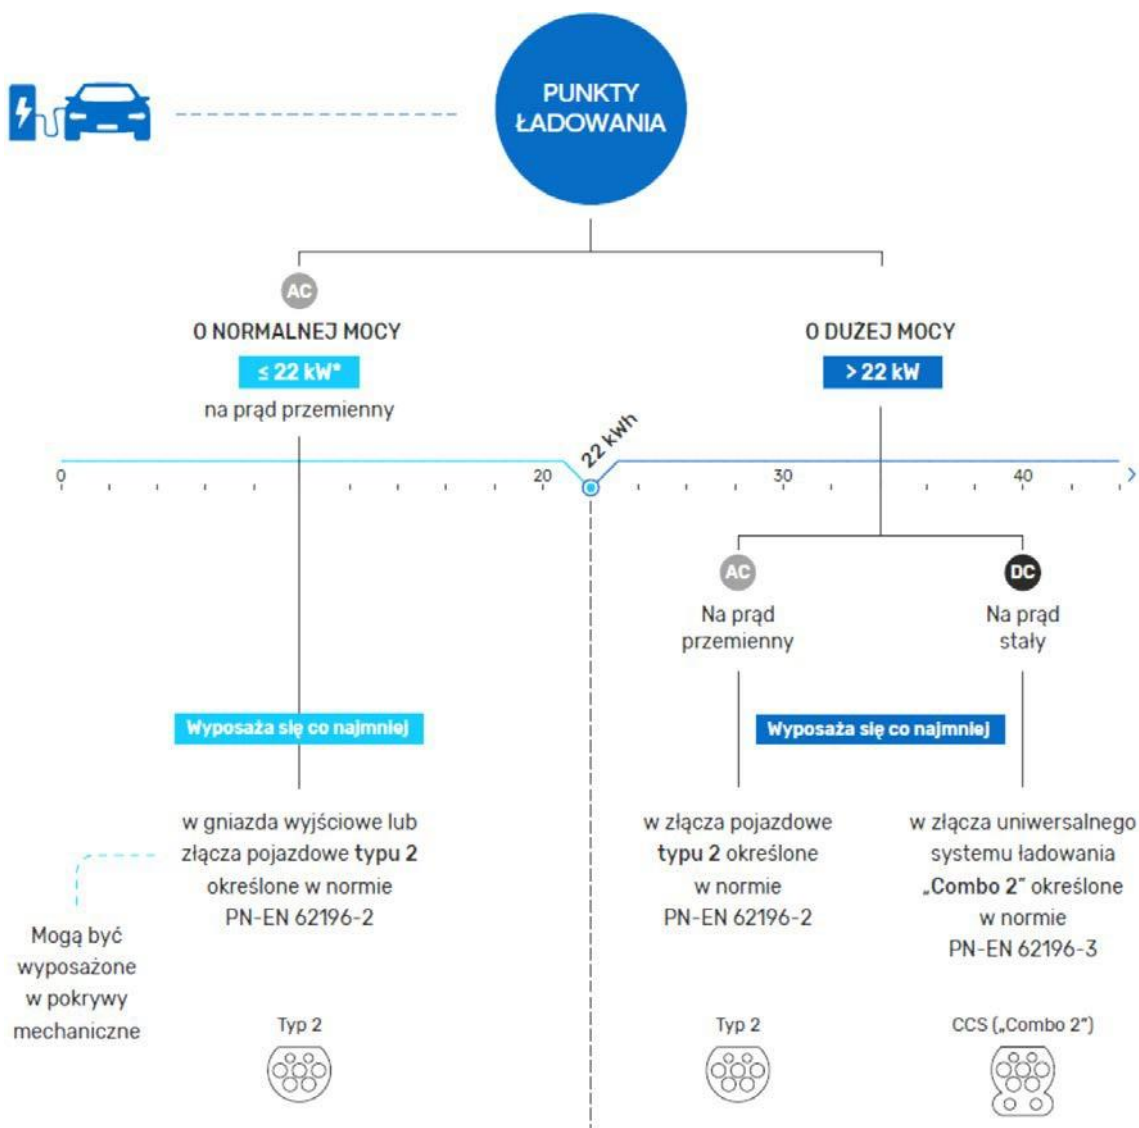 PUNKTY
ŁADOWANIA
AC
O NORMALNEJ MOCY
≤ 22 kW*
na prąd przemienny
O DUŻEJ MOCY
> 22 kW
22 kWh
0
20
30
40
AC
Na prąd
przemienny
DC
Na prąd
stały
Wyposaża się co najmniej
Wyposaża się co najmniej
w gniazda wyjściowe lub
złącza pojazdowe typu 2
określone w normie
PN-EN 62196-2
Mogą być
wyposażone
w pokrywy
mechaniczne
w złącza pojazdowe
typu 2 określone
w normie
PN-EN 62196-2
w złącza uniwersalnego
systemu ładowania
„Combo 2” określone
w normie
PN-EN 62196-3
Typ 2
Typ 2
CCS („Combo 2”)